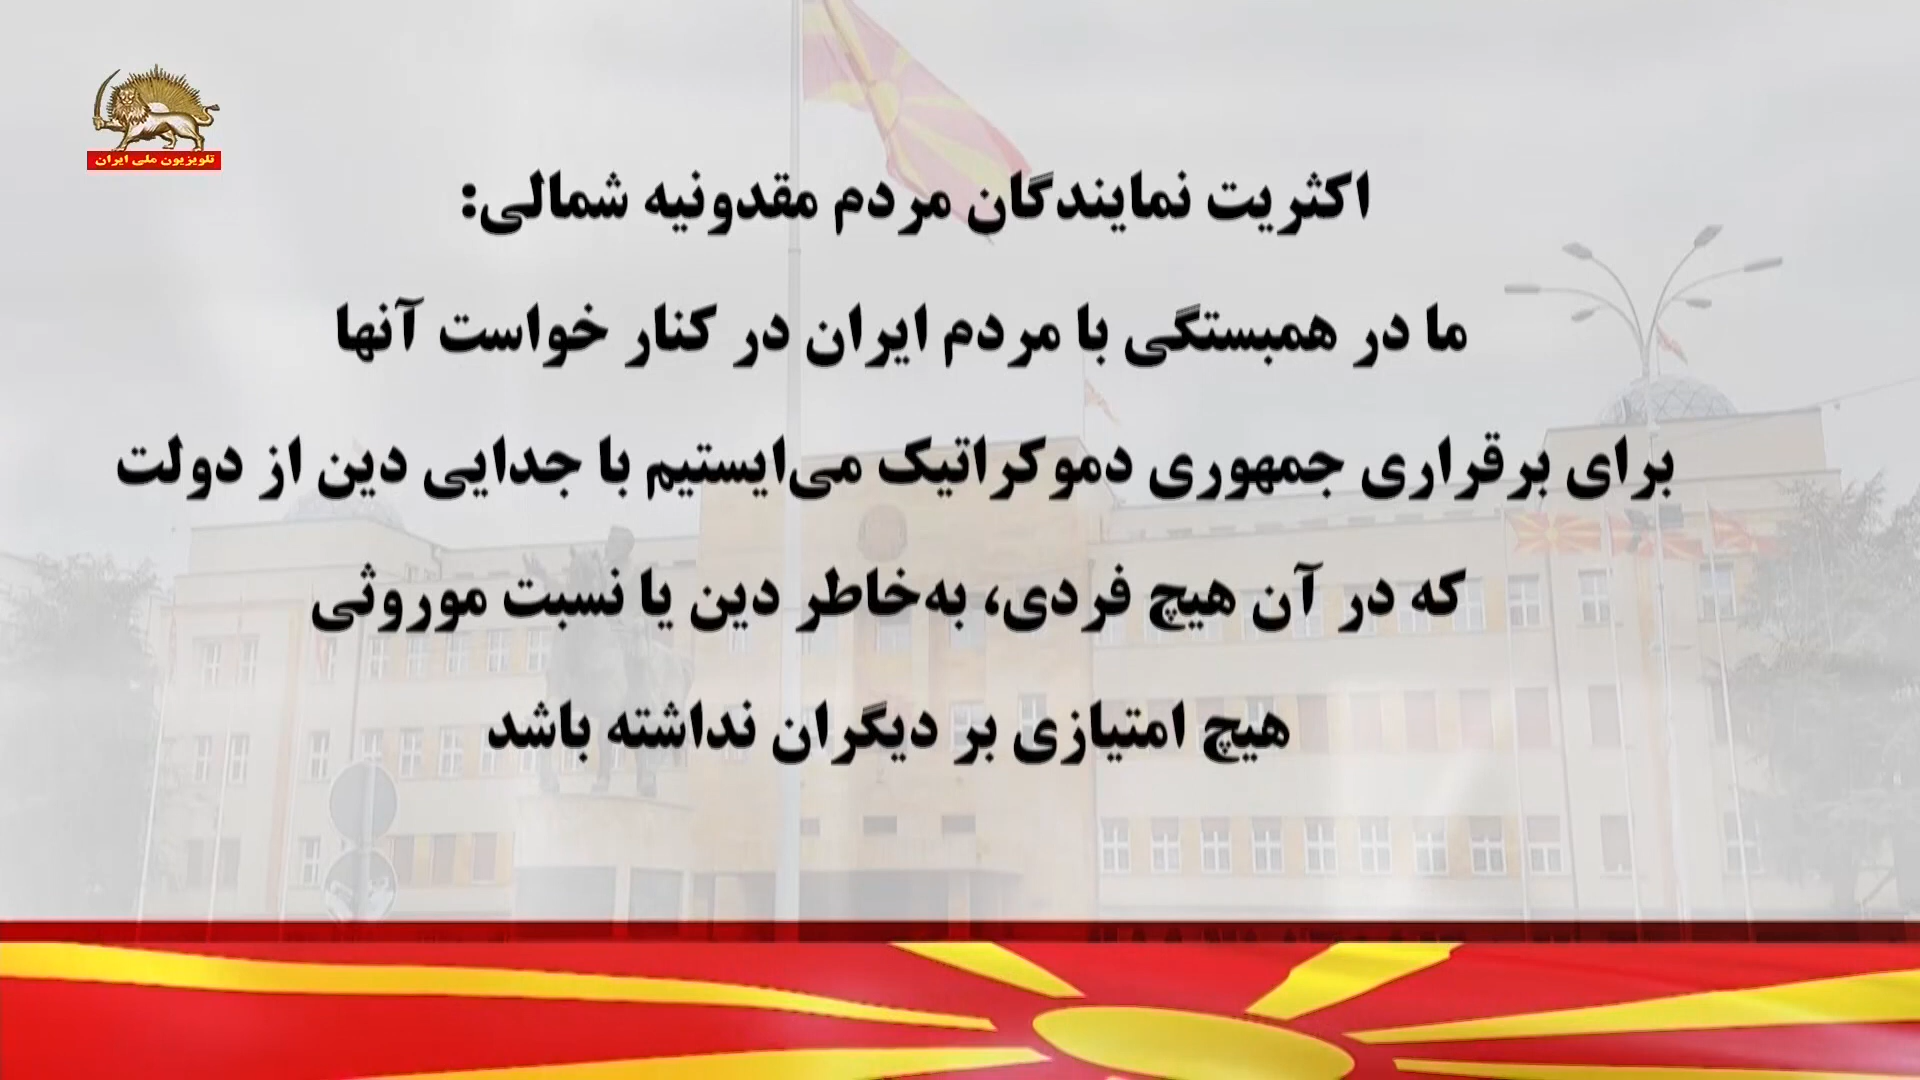 تلویزیون ملی ایران
اکثریت نمایندگان مردم مقدونیه شمالی:
ما در همبستگی با مردم ایران در کنار خواست آنها
برای برقراری جمهوری دموکراتیک می‌ایستیم با جدایی دین از دولت
که در آن هیچ فردی، به‌خاطر دین یا نسبت موروثی
هیچ امتیازی بر دیگران نداشته باشد